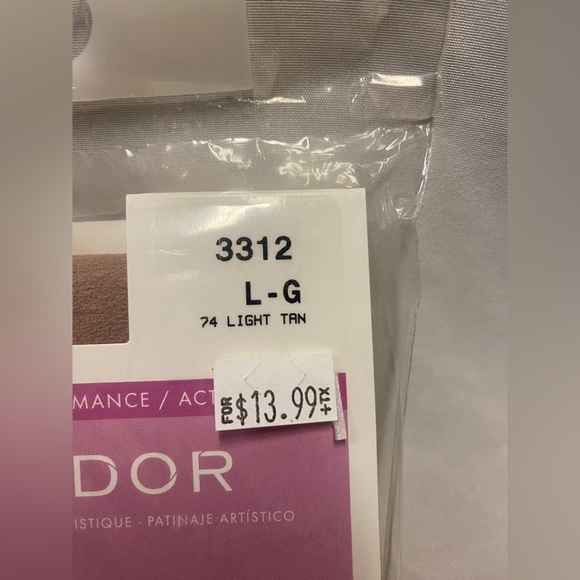 3312
L-G
74 LIGHT TAN
MANCE / ACT
FOR $13.99 +TX
DOR
ISTIQUE - PATINAJE ARTÍSTICO